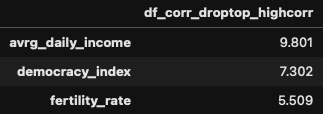 df_corr_droptop_highcorr
avrg_daily_income 9.801
democracy_index 7.302
fertility_rate 5.509